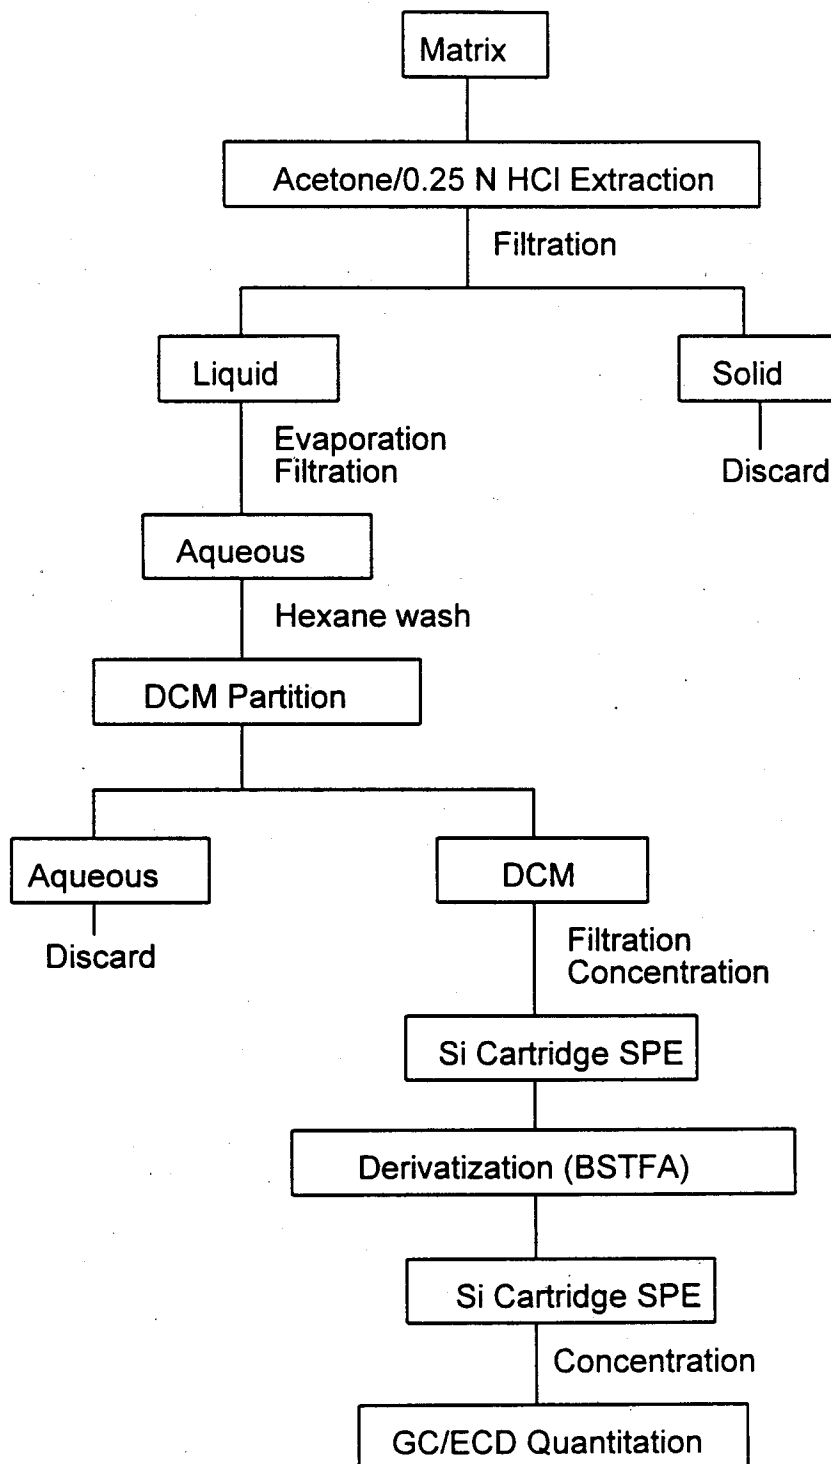 Matrix
Acetone/0.25 N HCl Extraction
Filtration
Liquid
Solid
Evaporation
Filtration
Discard
Aqueous
Hexane wash
DCM Partition
Aqueous
DCM
Discard
Filtration
Concentration
Si Cartridge SPE
Derivatization (BSTFA)
Si Cartridge SPE
Concentration
GC/ECD Quantitation